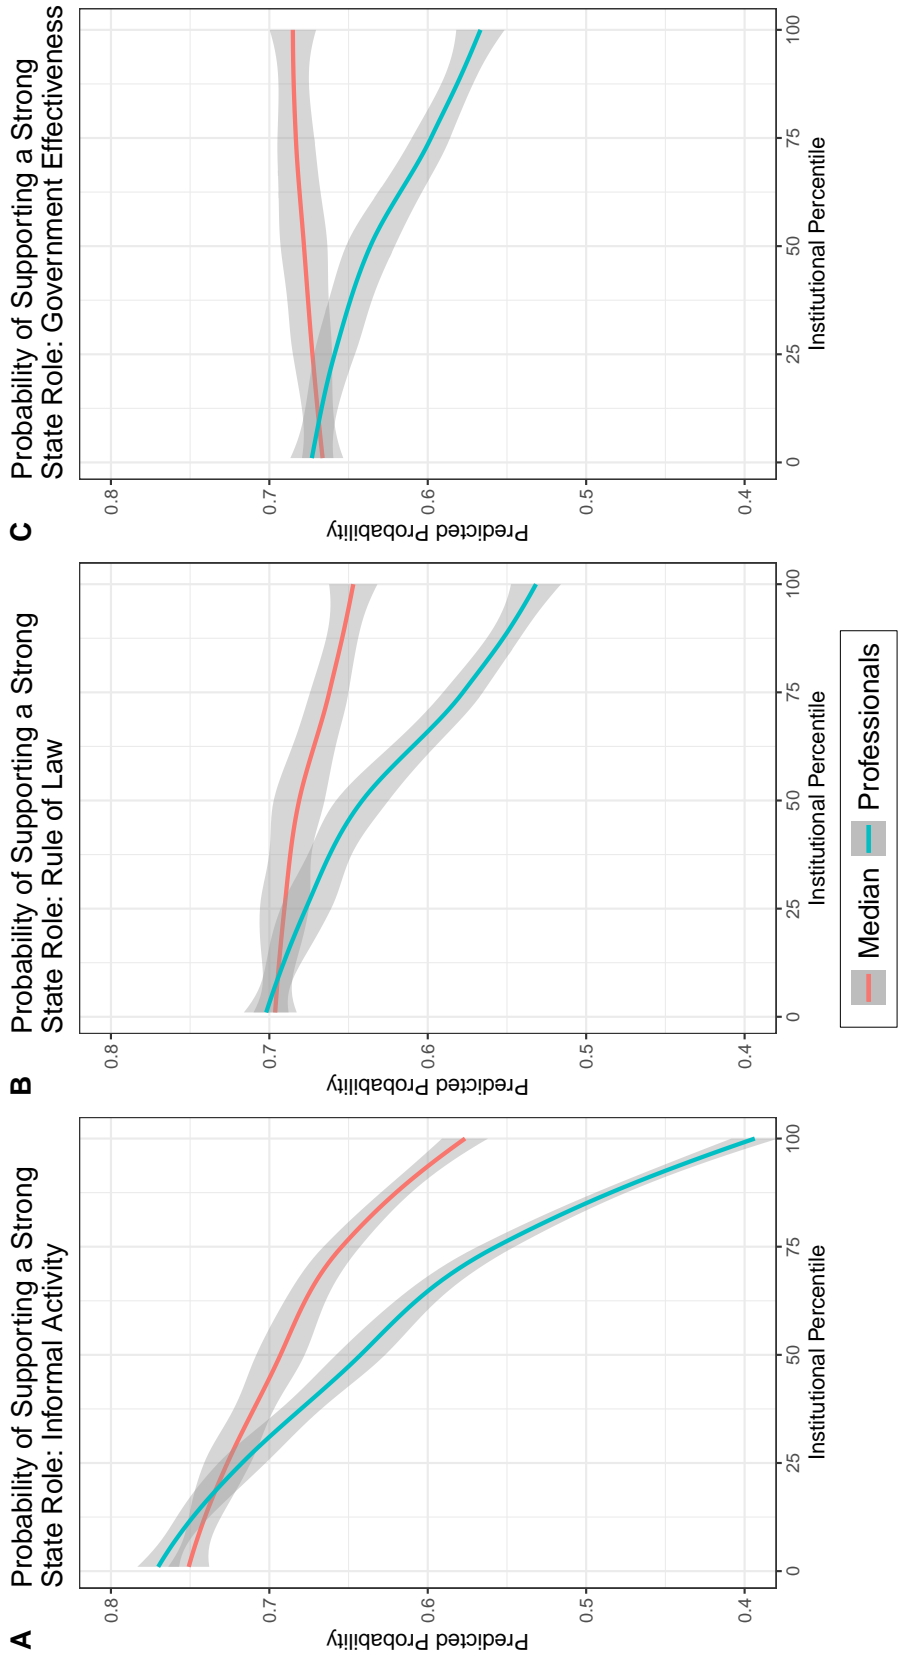 A
Probability of Supporting a Strong
State Role: Informal Activity
Predicted Probability
0.8
0.7
0.6
0.5
0.4
0 25 50 75 100
Institutional Percentile
B
Probability of Supporting a Strong
State Role: Rule of Law
Predicted Probability
0.8
0.7
0.6
0.5
0.4
0 25 50 75 100
Institutional Percentile
C
Probability of Supporting a Strong
State Role: Government Effectiveness
Predicted Probability
0.8
0.7
0.6
0.5
0.4
0 25 50 75 100
Institutional Percentile
Median Professionals